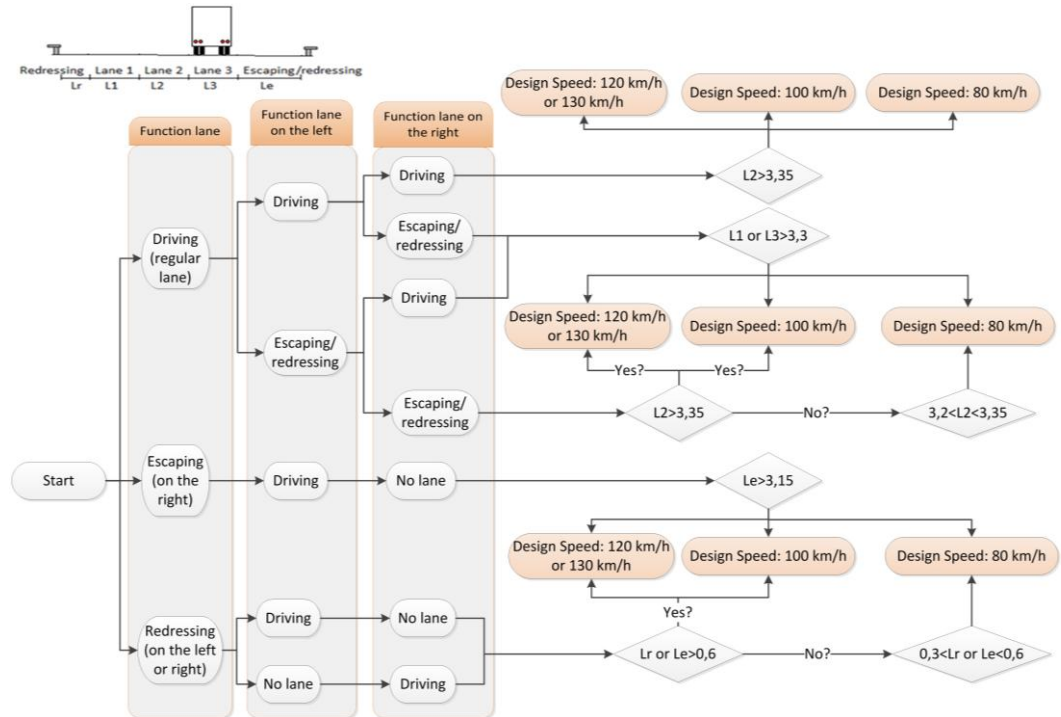 Redressing Lane 1 Lane 2 Lane 3 Escaping/redressing
Lr L1 L2 L3 Le
Function lane
Function lane
on the left
Function lane on
the right
Design Speed: 120 km/h
or 130 km/h
Design Speed: 100 km/h
Design Speed: 80 km/h
Driving
L2>3,35
Driving
Escaping/
redressing
L1 or L3>3,3
Driving
(regular
lane)
Driving
Design Speed: 120 km/h
or 130 km/h
Design Speed: 100 km/h
Design Speed: 80 km/h
Escaping/
redressing
Yes?
Yes?
Escaping/
redressing
L2>3,35
No?
3,2<L2<3,35
Start
Escaping
(on the
right)
Driving
No lane
Le>3,15
Design Speed: 120 km/h
or 130 km/h
Design Speed: 100 km/h
Design Speed: 80 km/h
Yes?
Redressing
(on the left
or right)
Driving
No lane
Lr or Le>0,6
No?
0,3<Lr or Le<0,6
No lane
Driving